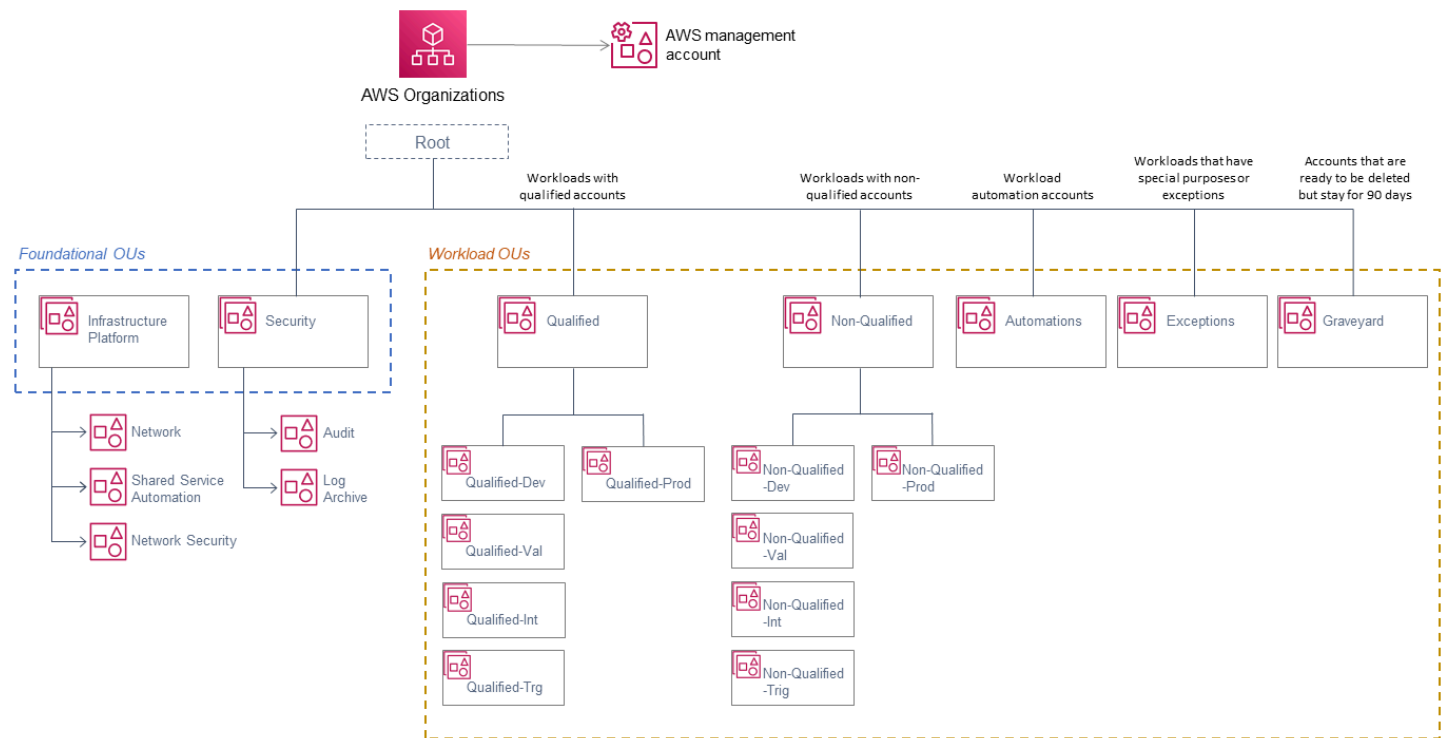 AWS management
account
AWS Organizations
Root
Workloads with
qualified accounts
Workloads with non-
qualified accounts
Workload
automation accounts
Workloads that have
special purposes or
exceptions
Accounts that are
ready to be deleted
but stay for 90 days
Foundational OUs
Workload OUs
Infrastructure
Platform
Security
Qualified
Non-Qualified
Automations
Exceptions
Graveyard
Network
Shared Service
Automation
Network Security
Audit
Log
Archive
Qualified-Dev
Qualified-Prod
Qualified-Val
Qualified-Int
Qualified-Trg
Non-Qualified
-Dev
Non-Qualified
-Prod
Non-Qualified
-Val
Non-Qualified
-Int
Non-Qualified
-Trig